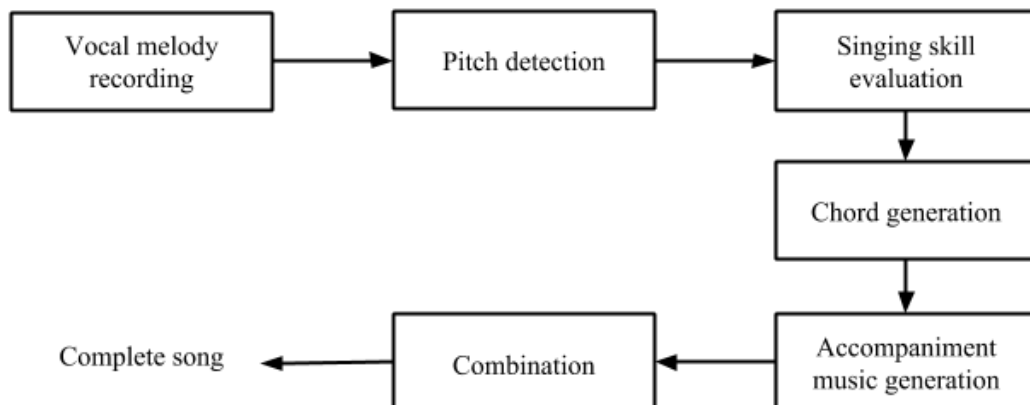 Vocal melody
recording
Pitch detection
Singing skill
evaluation
Chord generation
Accompaniment
music generation
Combination
Complete song